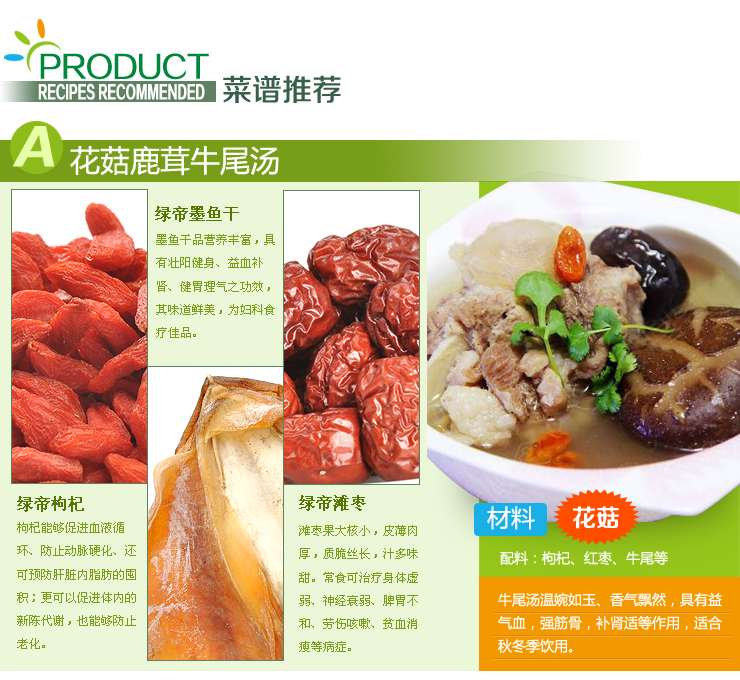 PRODUCT
RECIPES RECOMMENDED 菜谱推荐
A 花菇鹿茸牛尾汤
绿帝墨鱼干
墨鱼干品营养丰富，具
有壮阳健身、益血补
肾、健胃理气之功效，
其味道鲜美，为妇科食
疗佳品。
绿帝枸杞
枸杞能够促进血液循
环、防止动脉硬化、还
可预防肝脏内脂肪的囤
积；更可以促进体内的
新陈代谢，也能够防止
老化。
绿帝滩枣
滩枣果大核小，皮薄肉
厚，质脆丝长，汁多味
甜。常食可治疗身体虚
弱、神经衰弱、脾胃不
和、劳伤咳嗽、贫血消
瘦等病症。
材料 花菇
配料：枸杞、红枣、牛尾等
牛尾汤温婉如玉、香气飘然，具有益
气血，强筋骨，补肾适等作用，适合
秋冬季饮用。